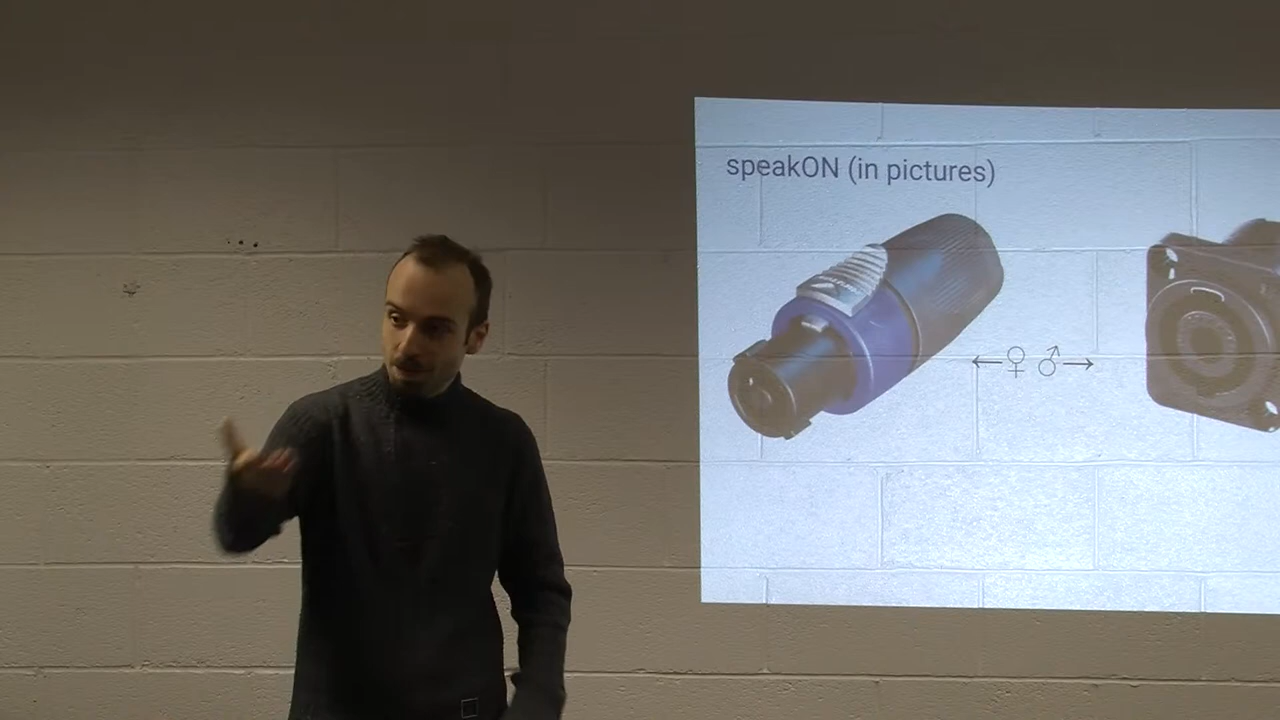 speakON (in pictures)
←♀ ♂→